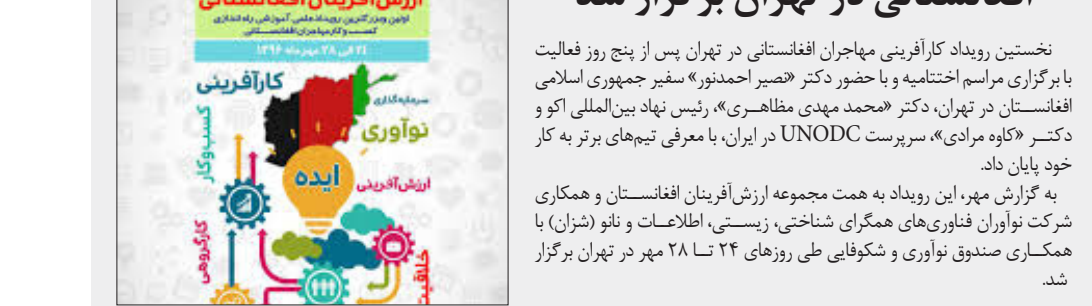 افغانستانی در تهران برگزار شد
نخستین رویداد کارآفرینی مهاجران افغانستانی در تهران پس از پنج روز فعالیت
با برگزاری مراسم اختتامیه و با حضور دکتر «نصیر احمدنور» سفیر جمهوری اسلامی
افغانستان در تهران، دکتر «محمد مهدی مظاهری»، رئیس نهاد بین‌المللی اکو و
دکتر «کاوه مرادی»، سرپرست UNODC در ایران، با معرفی تیم‌های برتر به کار
خود پایان داد.
به گزارش مهر، این رویداد به همت مجموعه ارزش‌آفرینان افغانستان و همکاری
شرکت نوآوران فناوری‌های همگرای شناختی، زیستی، اطلاعات و نانو (شزان) با
همکاری صندوق نوآوری و شکوفایی طی روزهای ۲۴ تا ۲۸ مهر در تهران برگزار
شد.
ارزش‌آفرینان افغانستانی
اولین وبزرگترین رویداد علمی آموزشی راه‌اندازی
کسب و کار مهاجران افغانستانی
۲۱ الی ۲۸ مهر ماه ۱۳۹۶
کارآفرینی
سرمایه‌گذاری
نوآوری
کسب‌وکار
ایده
ارزش‌آفرینی
کارگروهی
خلاقیت